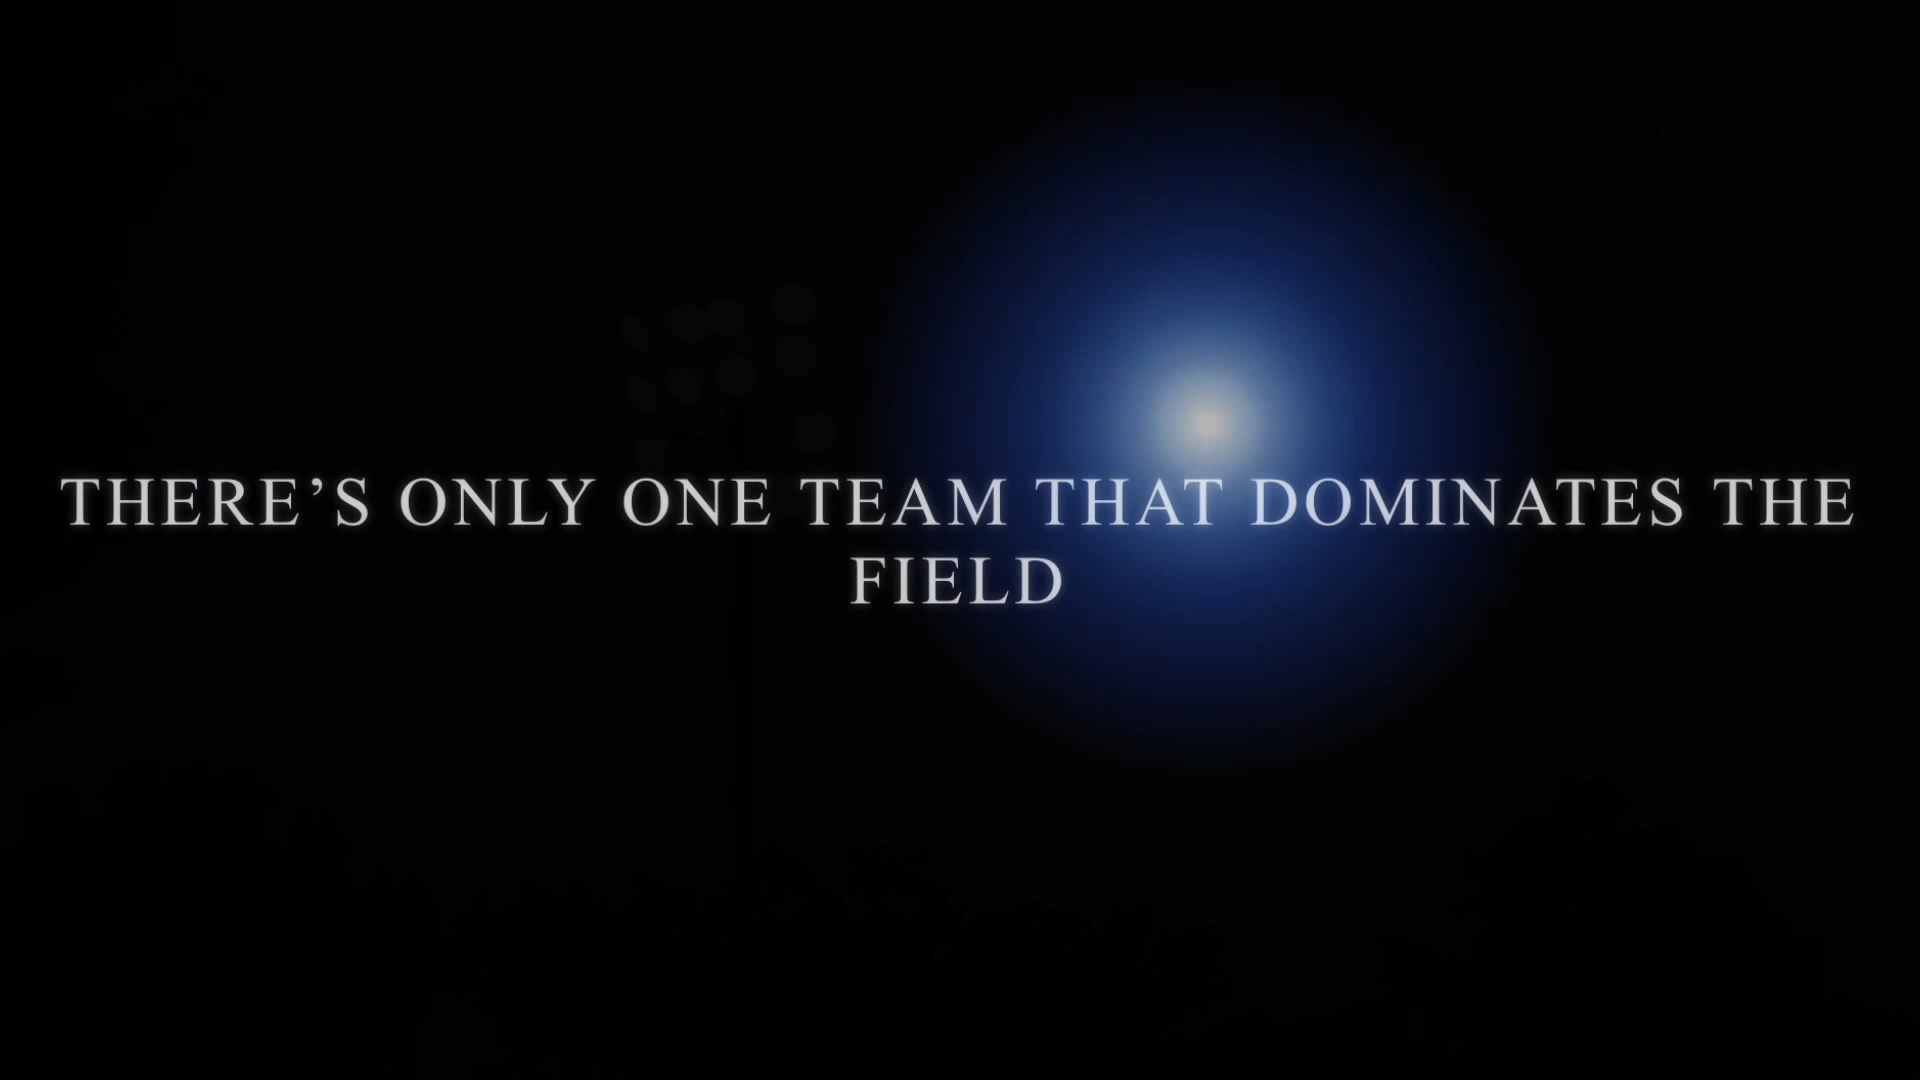 THERE’S ONLY ONE TEAM THAT DOMINATES THE
FIELD